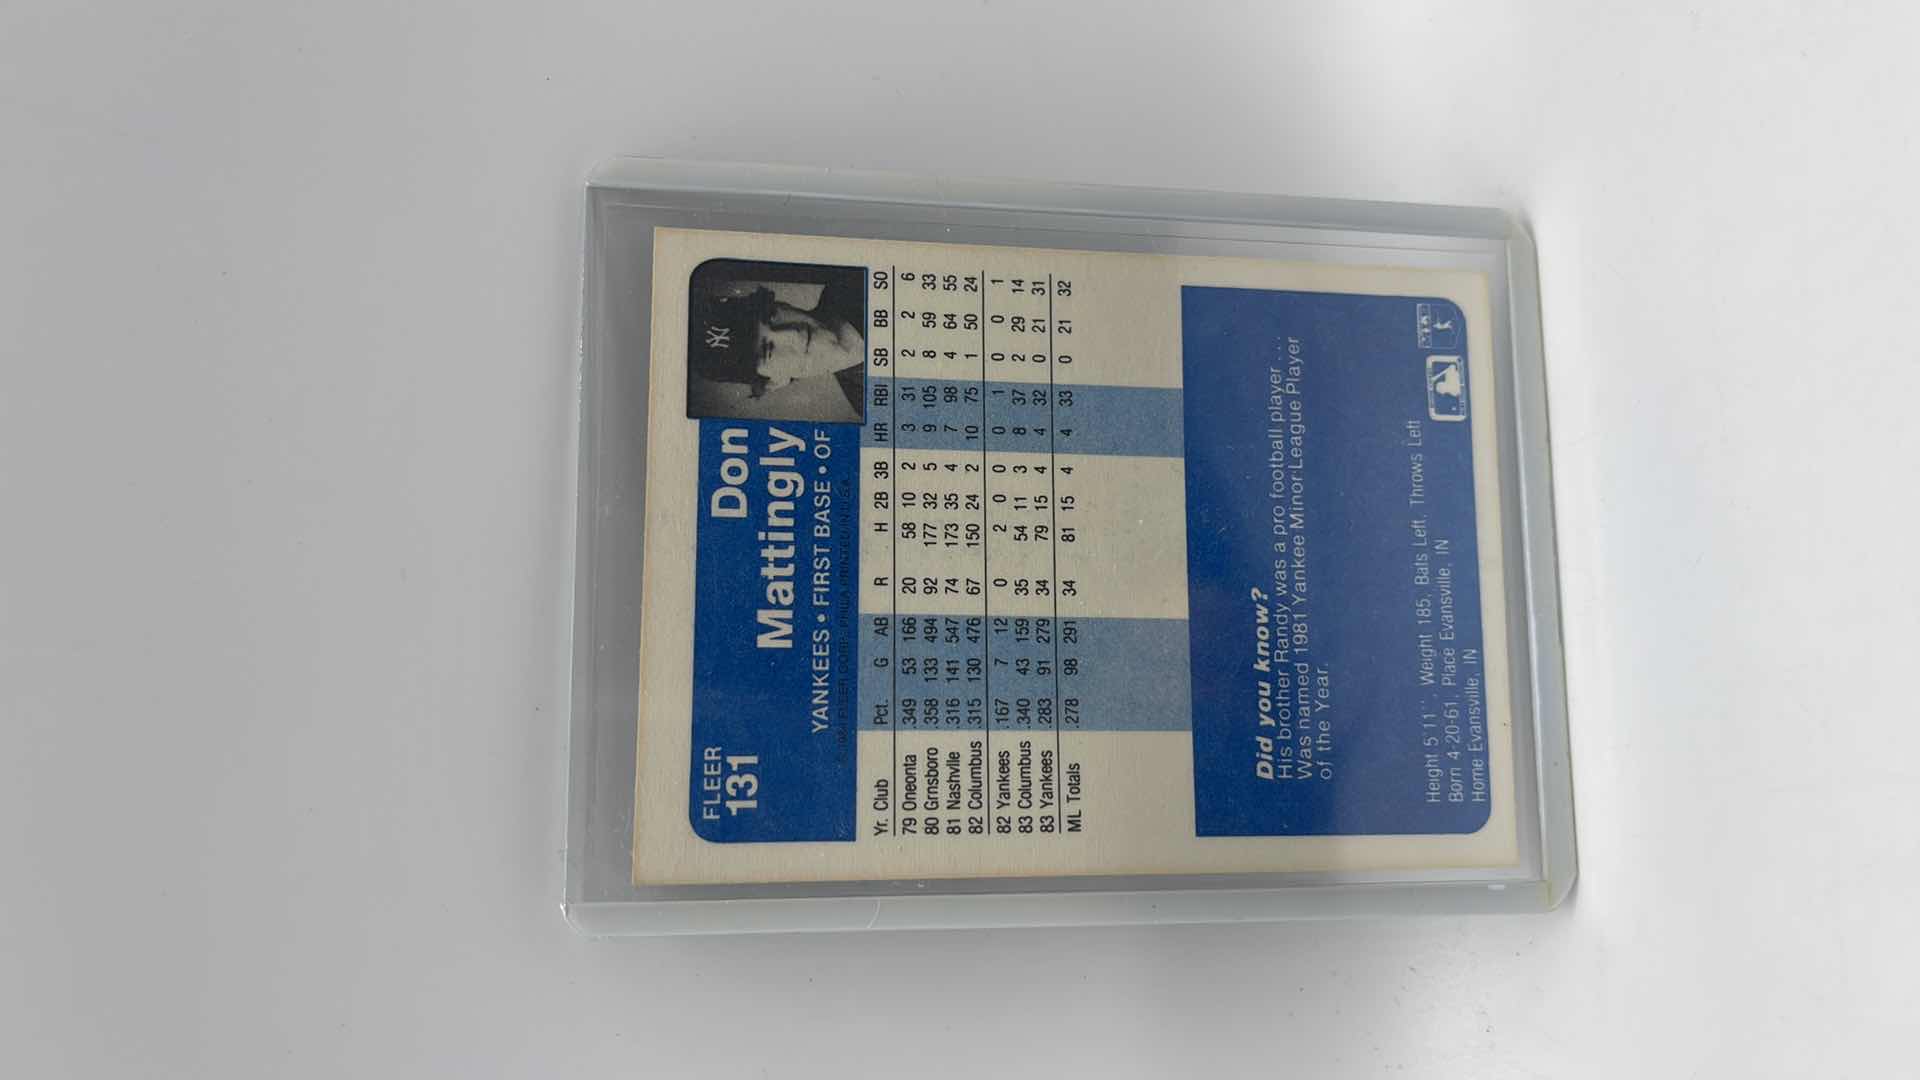 FLEER
131
Don
Mattingly
YANKEES • FIRST BASE • OF
FLEER CORP. PHILA. PRINTED IN U.S.A.
Yr. Club Pct. G AB R H 2B 3B HR RBI SB BB SO
79 Oneonta .349 53 166 20 58 10 2 3 31 2 2 6
80 Grnsboro .358 133 494 92 177 32 5 9 105 8 59 33
81 Nashvlle .316 141 547 74 173 35 4 7 98 4 64 55
82 Columbus .315 130 476 67 150 24 2 10 75 1 50 24
82 Yankees .167 7 12 0 2 0 0 0 1 0 0 1
83 Columbus .340 43 159 35 54 11 3 8 37 2 29 14
83 Yankees .283 91 279 34 79 15 4 4 32 0 21 31
ML Totals .278 98 291 34 81 15 4 4 33 0 21 32
Did you know?
His brother Randy was a pro football player . . .
Was named 1981 Yankee Minor League Player
of the Year.
Height 5'11'', Weight 185, Bats Left, Throws Left
Born 4-20-61, Place Evansville, IN
Home Evansville, IN